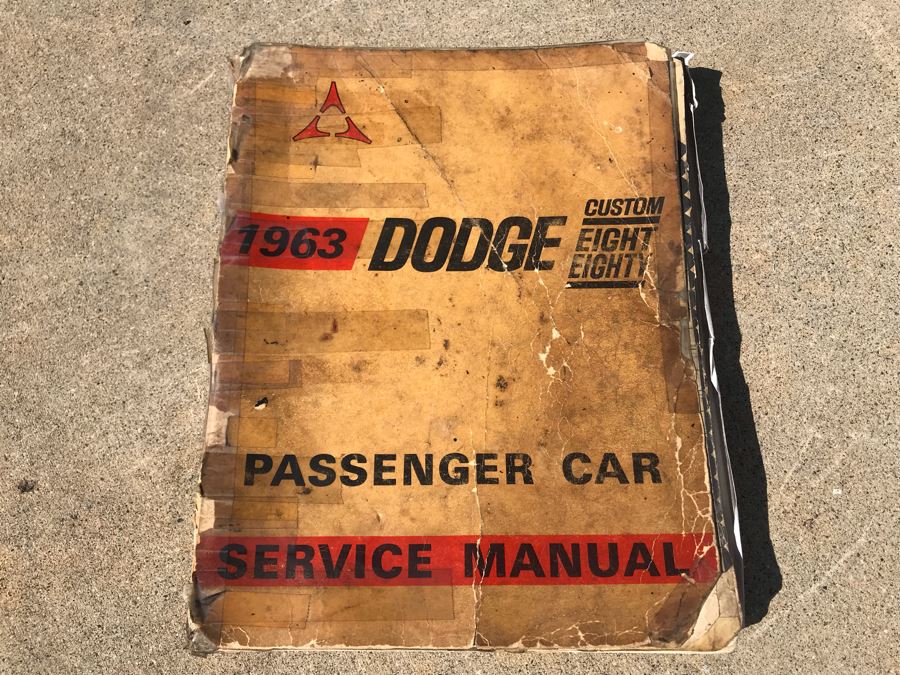 1963 DODGE CUSTOM
EIGHT
EIGHTY
PASSENGER CAR
SERVICE MANUAL